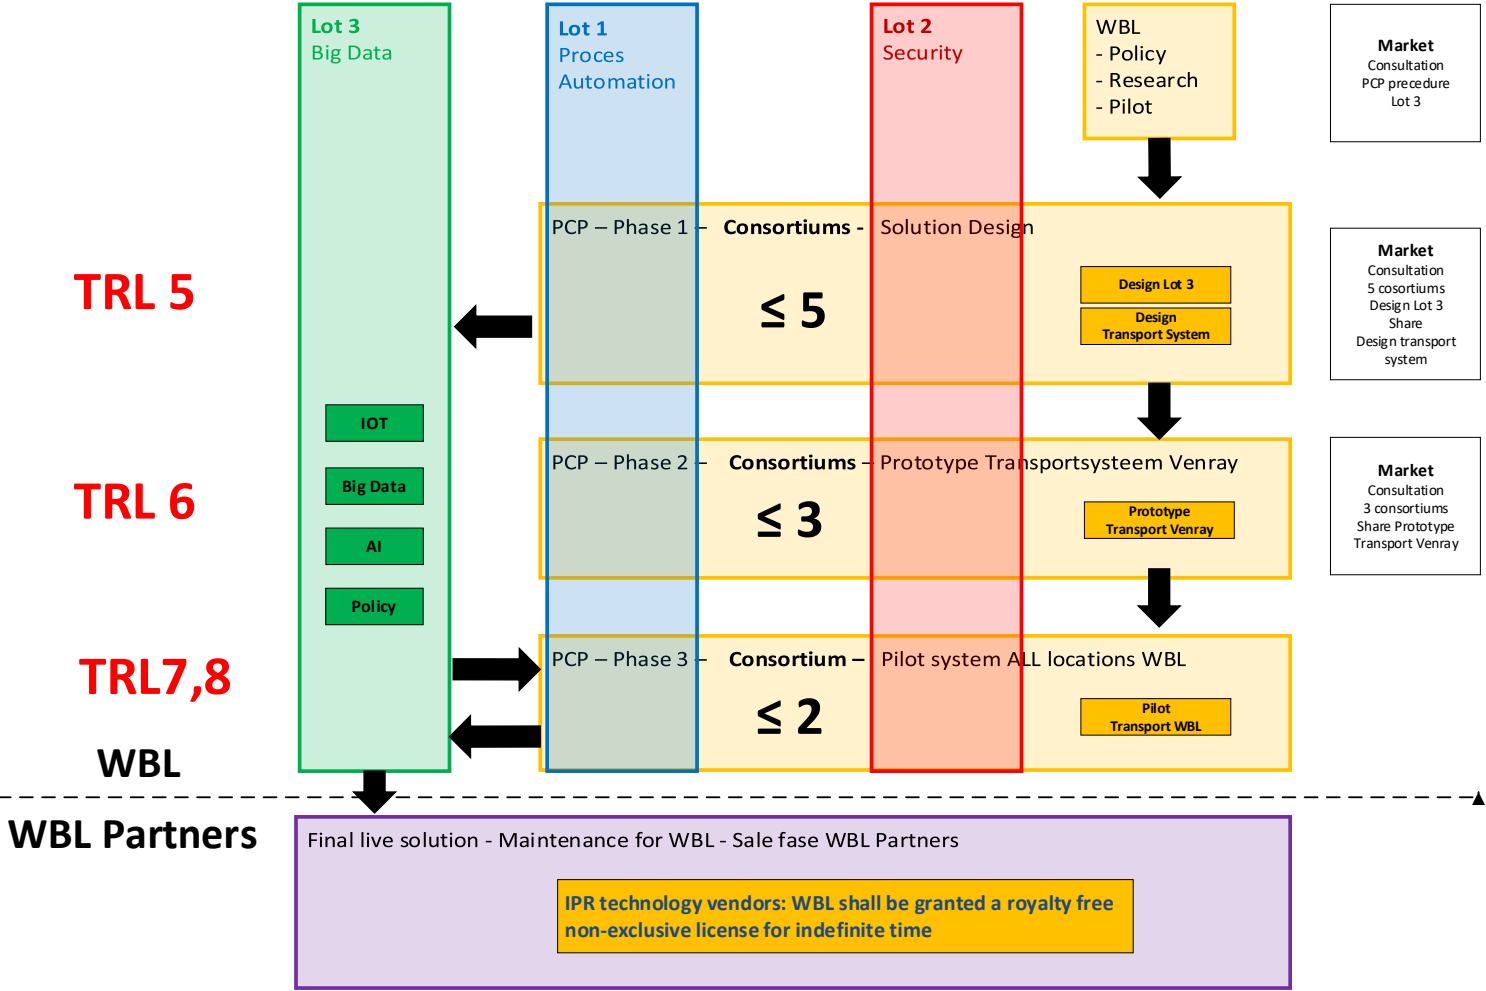 Lot 3
Big Data
Lot 1
Proces
Automation
Lot 2
Security
WBL
- Policy
- Research
- Pilot
Market
Consultation
PCP precedure
Lot 3
TRL 5
PCP – Phase 1 – Consortiums - Solution Design
≤ 5
Design Lot 3
Design
Transport System
Market
Consultation
5 cosortiums
Design Lot 3
Share
Design transport
system
IOT
Big Data
AI
Policy
TRL 6
PCP – Phase 2 – Consortiums – Prototype Transportsysteem Venray
≤ 3
Prototype
Transport Venray
Market
Consultation
3 consortiums
Share Prototype
Transport Venray
TRL7,8
PCP – Phase 3 – Consortium – Pilot system ALL locations WBL
≤ 2
Pilot
Transport WBL
WBL
WBL Partners
Final live solution - Maintenance for WBL - Sale fase WBL Partners
IPR technology vendors: WBL shall be granted a royalty free
non-exclusive license for indefinite time